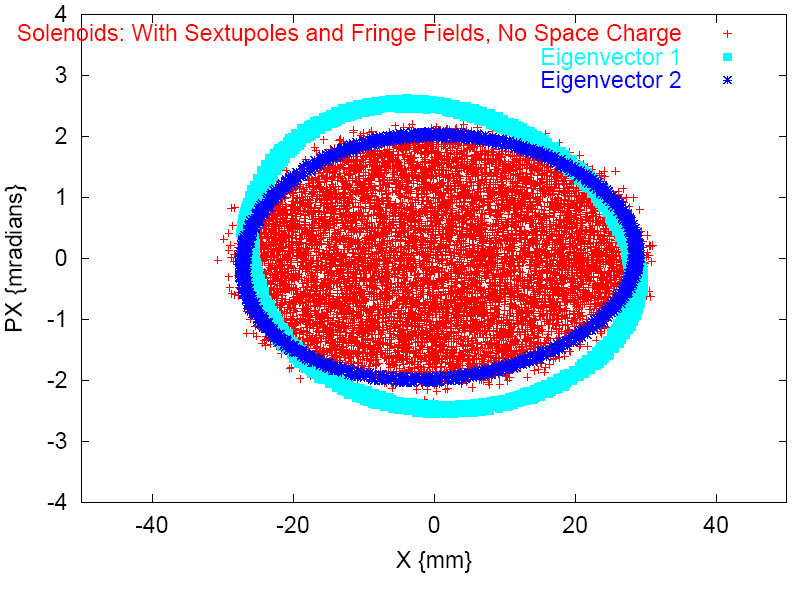 4
Solenoids: With Sextupoles and Fringe Fields, No Space Charge
Eigenvector 1
Eigenvector 2
3
2
1
0
-1
-2
-3
-4
PX {mradians}
-40 -20 0 20 40
X {mm}